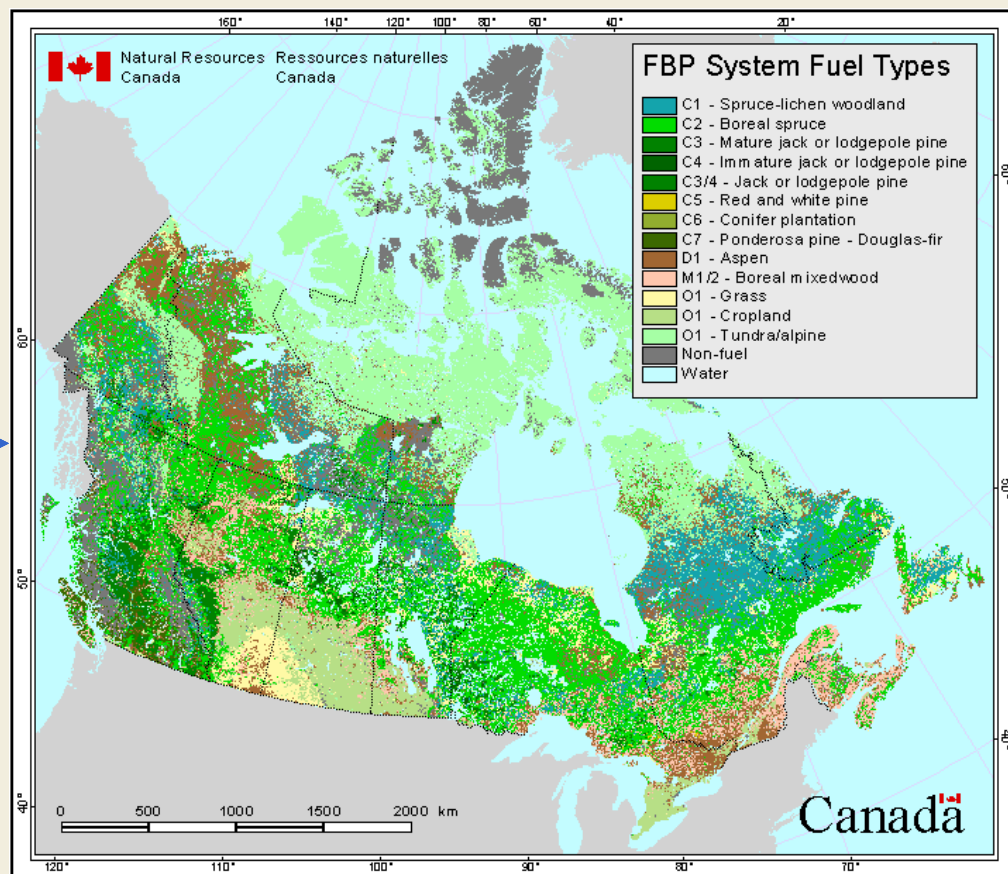 160° 140° 120° 100° 80° 60° 40° 20°
Natural Resources Ressources naturelles
Canada Canada
FBP System Fuel Types
C1 - Spruce-lichen woodland
C2 - Boreal spruce
C3 - Mature jack or lodgepole pine
C4 - Immature jack or lodgepole pine
C3/4 - Jack or lodgepole pine
C5 - Red and white pine
C6 - Conifer plantation
C7 - Ponderosa pine - Douglas-fir
D1 - Aspen
M1/2 - Boreal mixedwood
O1 - Grass
O1 - Cropland
O1 - Tundra/alpine
Non-fuel
Water
60°
50°
40°
0 500 1000 1500 2000 km
Canada
120° 110° 100° 90° 80° 70°